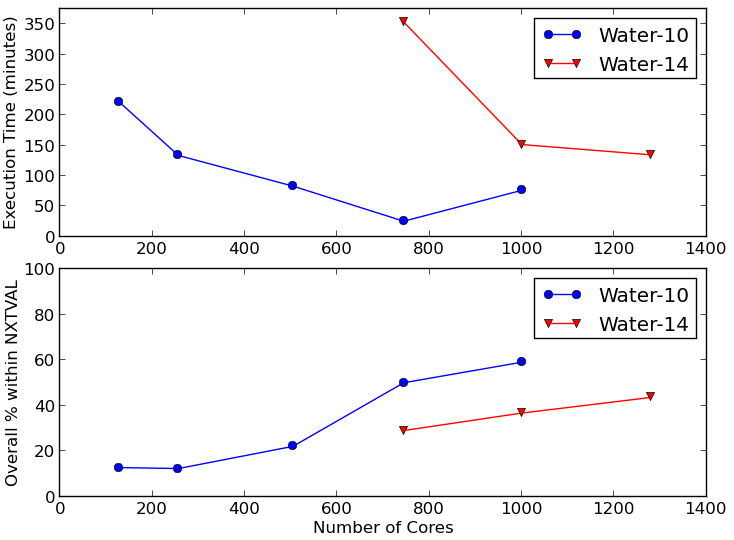 Execution Time (minutes)
350
300
250
200
150
100
50
0
Water-10
Water-14
0 200 400 600 800 1000 1200 1400
Overall % within NXTVAL
100
80
60
40
20
0
Water-10
Water-14
0 200 400 600 800 1000 1200 1400
Number of Cores